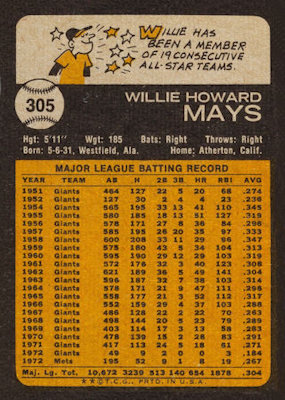 WILLIE HAS
BEEN A MEMBER
OF 19 CONSECUTIVE
ALL-STAR TEAMS.
305
WILLIE HOWARD
MAYS
Hgt: 5'11" Wgt: 185 Bats: Right Throws: Right
Born: 5-6-31, Westfield, Ala. Home: Atherton, Calif.
MAJOR LEAGUE BATTING RECORD
YEAR TEAM AB H 2B 3B HR RBI AVG
1951 Giants 464 127 22 5 20 68 .274
1952 Giants 127 30 2 4 4 23 .236
1954 Giants 565 195 33 13 41 110 .345
1955 Giants 580 185 18 13 51 127 .319
1956 Giants 578 171 27 8 36 84 .296
1957 Giants 585 195 26 20 35 97 .333
1958 Giants 600 208 33 11 29 96 .347
1959 Giants 575 180 43 5 34 104 .313
1960 Giants 595 190 29 12 29 103 .319
1961 Giants 572 176 32 3 40 123 .308
1962 Giants 621 189 36 5 49 141 .304
1963 Giants 596 187 32 7 38 103 .314
1964 Giants 578 171 21 9 47 111 .296
1965 Giants 558 177 21 3 52 112 .317
1966 Giants 552 159 29 4 37 103 .288
1967 Giants 486 128 22 2 22 70 .263
1968 Giants 498 144 20 5 23 79 .289
1969 Giants 403 114 17 3 13 58 .283
1970 Giants 478 139 15 2 28 83 .291
1971 Giants 417 113 24 5 18 61 .271
1972 Giants 49 9 2 0 0 3 .184
1972 Mets 195 52 9 1 8 19 .267
Maj. Lg. Tot. 10,672 3239 513 140 654 1878 .304
★★©T.C.G. PRTD. IN U.S.A.